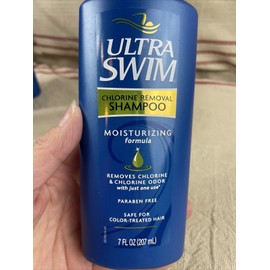 ULTRA
SWIM
CHLORINE REMOVAL
SHAMPOO
MOISTURIZING
formula
REMOVES CHLORINE
& CHLORINE ODOR
with just one use*
PARABEN FREE
SAFE FOR
COLOR-TREATED HAIR
7 FL OZ (207 mL)